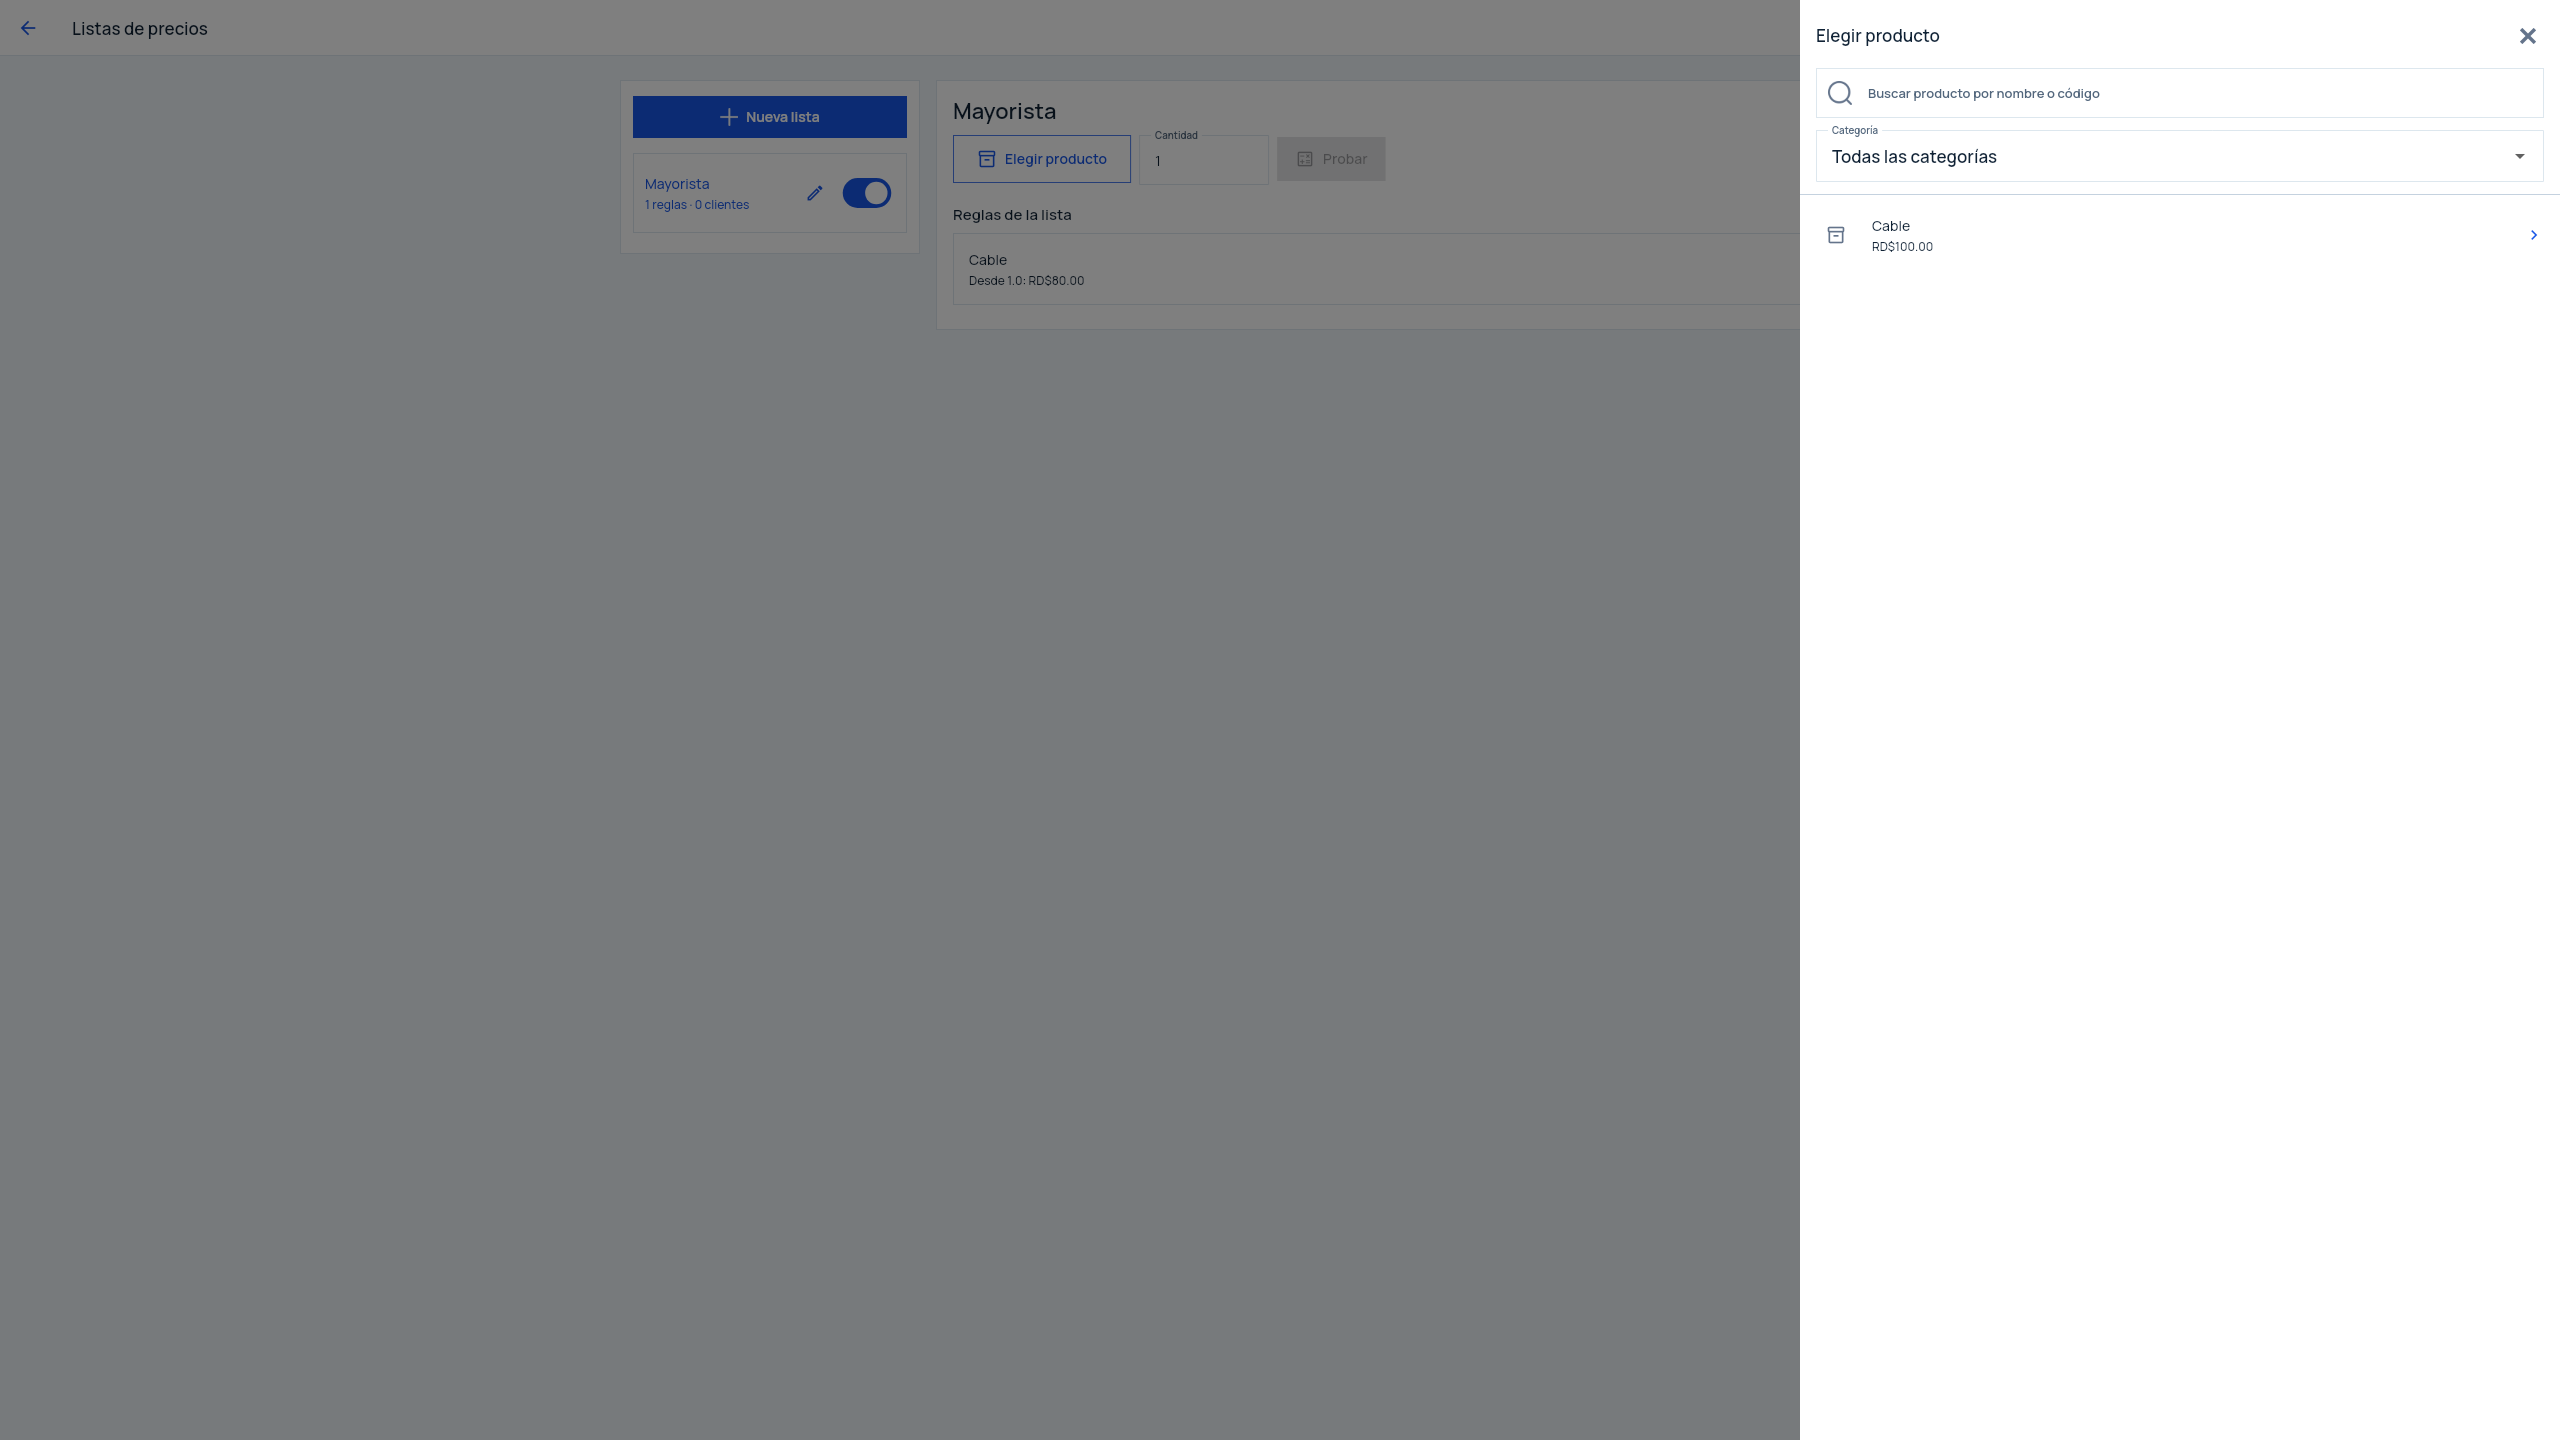 Listas de precios
Nueva lista
Mayorista
1 reglas · 0 clientes
Mayorista
Elegir producto
Cantidad
1
Probar
Reglas de la lista
Cable
Desde 1.0: RD$80.00
Elegir producto
Buscar producto por nombre o código
Categoría
Todas las categorías
Cable
RD$100.00